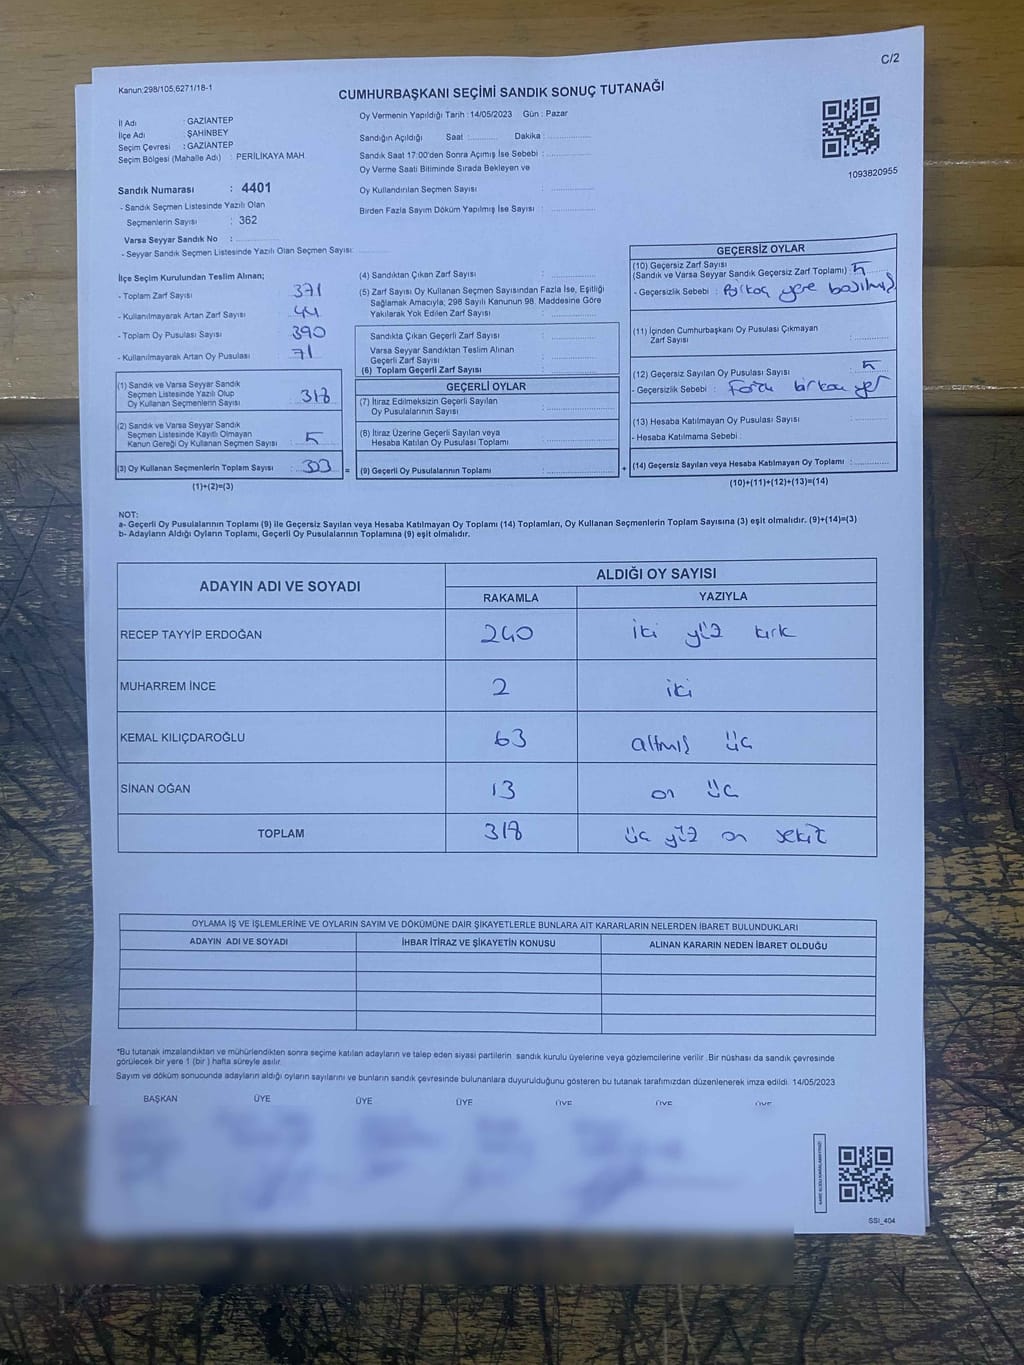 C/2
Kanun:298/105,6271/18-1
CUMHURBAŞKANI SEÇİMİ SANDIK SONUÇ TUTANAĞI
İl Adı : GAZİANTEP
İlçe Adı : ŞAHİNBEY
Seçim Çevresi : GAZİANTEP
Seçim Bölgesi (Mahalle Adı) : PERİLİKAYA MAH.
Sandık Numarası : 4401
- Sandık Seçmen Listesinde Yazılı Olan
Seçmenlerin Sayısı : 362
Varsa Seyyar Sandık No :
- Seyyar Sandık Seçmen Listesinde Yazılı Olan Seçmen Sayısı:
Oy Vermenin Yapıldığı Tarih :14/05/2023 Gün : Pazar
Sandığın Açıldığı Saat : Dakika :
Sandık Saat 17:00'den Sonra Açımış İse Sebebi :
Oy Verme Saati Bitiminde Sırada Bekleyen ve
Oy Kullandırılan Seçmen Sayısı :
Birden Fazla Sayım Döküm Yapılmış İse Sayısı :
1093820955
İlçe Seçim Kurulundan Teslim Alınan;
- Toplam Zarf Sayısı : 371
- Kullanılmayarak Artan Zarf Sayısı : 44
- Toplam Oy Pusulası Sayısı : 390
- Kullanılmayarak Artan Oy Pusulası : 71
(1) Sandık ve Varsa Seyyar Sandık
Seçmen Listesinde Yazılı Olup
Oy Kullanan Seçmenlerin Sayısı : 318
(2) Sandık ve Varsa Seyyar Sandık
Seçmen Listesinde Kayıtlı Olmayan
Kanun Gereği Oy Kullanan Seçmen Sayısı : 5
(3) Oy Kullanan Seçmenlerin Toplam Sayısı : 323 =
(1)+(2)=(3)
(4) Sandıktan Çıkan Zarf Sayısı :
(5) Zarf Sayısı Oy Kullanan Seçmen Sayısından Fazla İse, Eşitliği
Sağlamak Amacıyla; 298 Sayılı Kanunun 98. Maddesine Göre
Yakılarak Yok Edilen Zarf Sayısı :
Sandıkta Çıkan Geçerli Zarf Sayısı :
Varsa Seyyar Sandıktan Teslim Alınan
Geçerli Zarf Sayısı :
(6) Toplam Geçerli Zarf Sayısı :
GEÇERLİ OYLAR
(7) İtiraz Edilmeksizin Geçerli Sayılan
Oy Pusulalarının Sayısı :
(8) İtiraz Üzerine Geçerli Sayılan veya
Hesaba Katılan Oy Pusulası Toplamı :
(9) Geçerli Oy Pusulalarının Toplamı : +
GEÇERSİZ OYLAR
(10) Geçersiz Zarf Sayısı
(Sandık ve Varsa Seyyar Sandık Geçersiz Zarf Toplamı) : 5
- Geçersizlik Sebebi : yere basılmış
(11) İçinden Cumhurbaşkanı Oy Pusulası Çıkmayan
Zarf Sayısı :
(12) Geçersiz Sayılan Oy Pusulası Sayısı : 5
- Geçersizlik Sebebi : yer
(13) Hesaba Katılmayan Oy Pusulası Sayısı :
- Hesaba Katılmama Sebebi :
(14) Geçersiz Sayılan veya Hesaba Katılmayan Oy Toplamı :
(10)+(11)+(12)+(13)=(14)
NOT:
a- Geçerli Oy Pusulalarının Toplamı (9) ile Geçersiz Sayılan veya Hesaba Katılmayan Oy Toplamı (14) Toplamları, Oy Kullanan Seçmenlerin Toplam Sayısına (3) eşit olmalıdır. (9)+(14)=(3)
b- Adayların Aldığı Oyların Toplamı, Geçerli Oy Pusulalarının Toplamına (9) eşit olmalıdır.
ADAYIN ADI VE SOYADI
ALDIĞI OY SAYISI
RAKAMLA YAZIYLA
RECEP TAYYİP ERDOĞAN 240 iki yüz kırk
MUHARREM İNCE 2 iki
KEMAL KILIÇDAROĞLU 63 altmış üç
SİNAN OĞAN 13 on üç
TOPLAM 318 üç yüz on sekiz
OYLAMA İŞ VE İŞLEMLERİNE VE OYLARIN SAYIM VE DÖKÜMÜNE DAİR ŞİKAYETLERLE BUNLARA AİT KARARLARIN NELERDEN İBARET BULUNDUKLARI
ADAYIN ADI VE SOYADI İHBAR İTİRAZ VE ŞİKAYETİN KONUSU ALINAN KARARIN NEDEN İBARET OLDUĞU
*Bu tutanak imzalandıktan ve mühürlendikten sonra seçime katılan adayların ve talep eden siyasi partilerin sandık kurulu üyelerine veya gözlemcilerine verilir. Bir nüshası da sandık çevresinde
görülecek bir yere 1 (bir) hafta süreyle asılır.
Sayım ve döküm sonucunda adayların aldığı oyların sayılarını ve bunların sandık çevresinde bulunanlara duyurulduğunu gösteren bu tutanak tarafımızdan düzenlenerek imza edildi. 14/05/2023
BAŞKAN ÜYE ÜYE ÜYE ÜYE ÜYE ÜYE
SSI_404